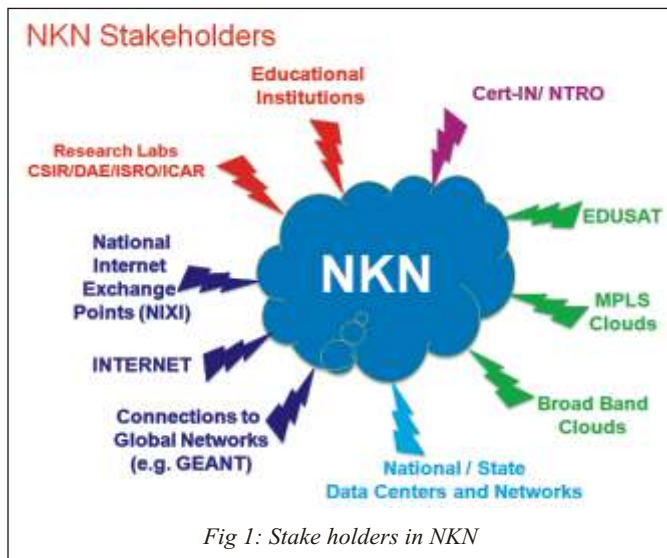 NKN Stakeholders
Educational
Institutions
Cert-IN/ NTRO
Research Labs
CSIR/DAE/ISRO/ICAR
EDUSAT
National
Internet
Exchange
Points (NIXI)
NKN
MPLS
Clouds
INTERNET
Broad Band
Clouds
Connections to
Global Networks
(e.g. GEANT)
National / State
Data Centers and Networks
Fig 1: Stake holders in NKN